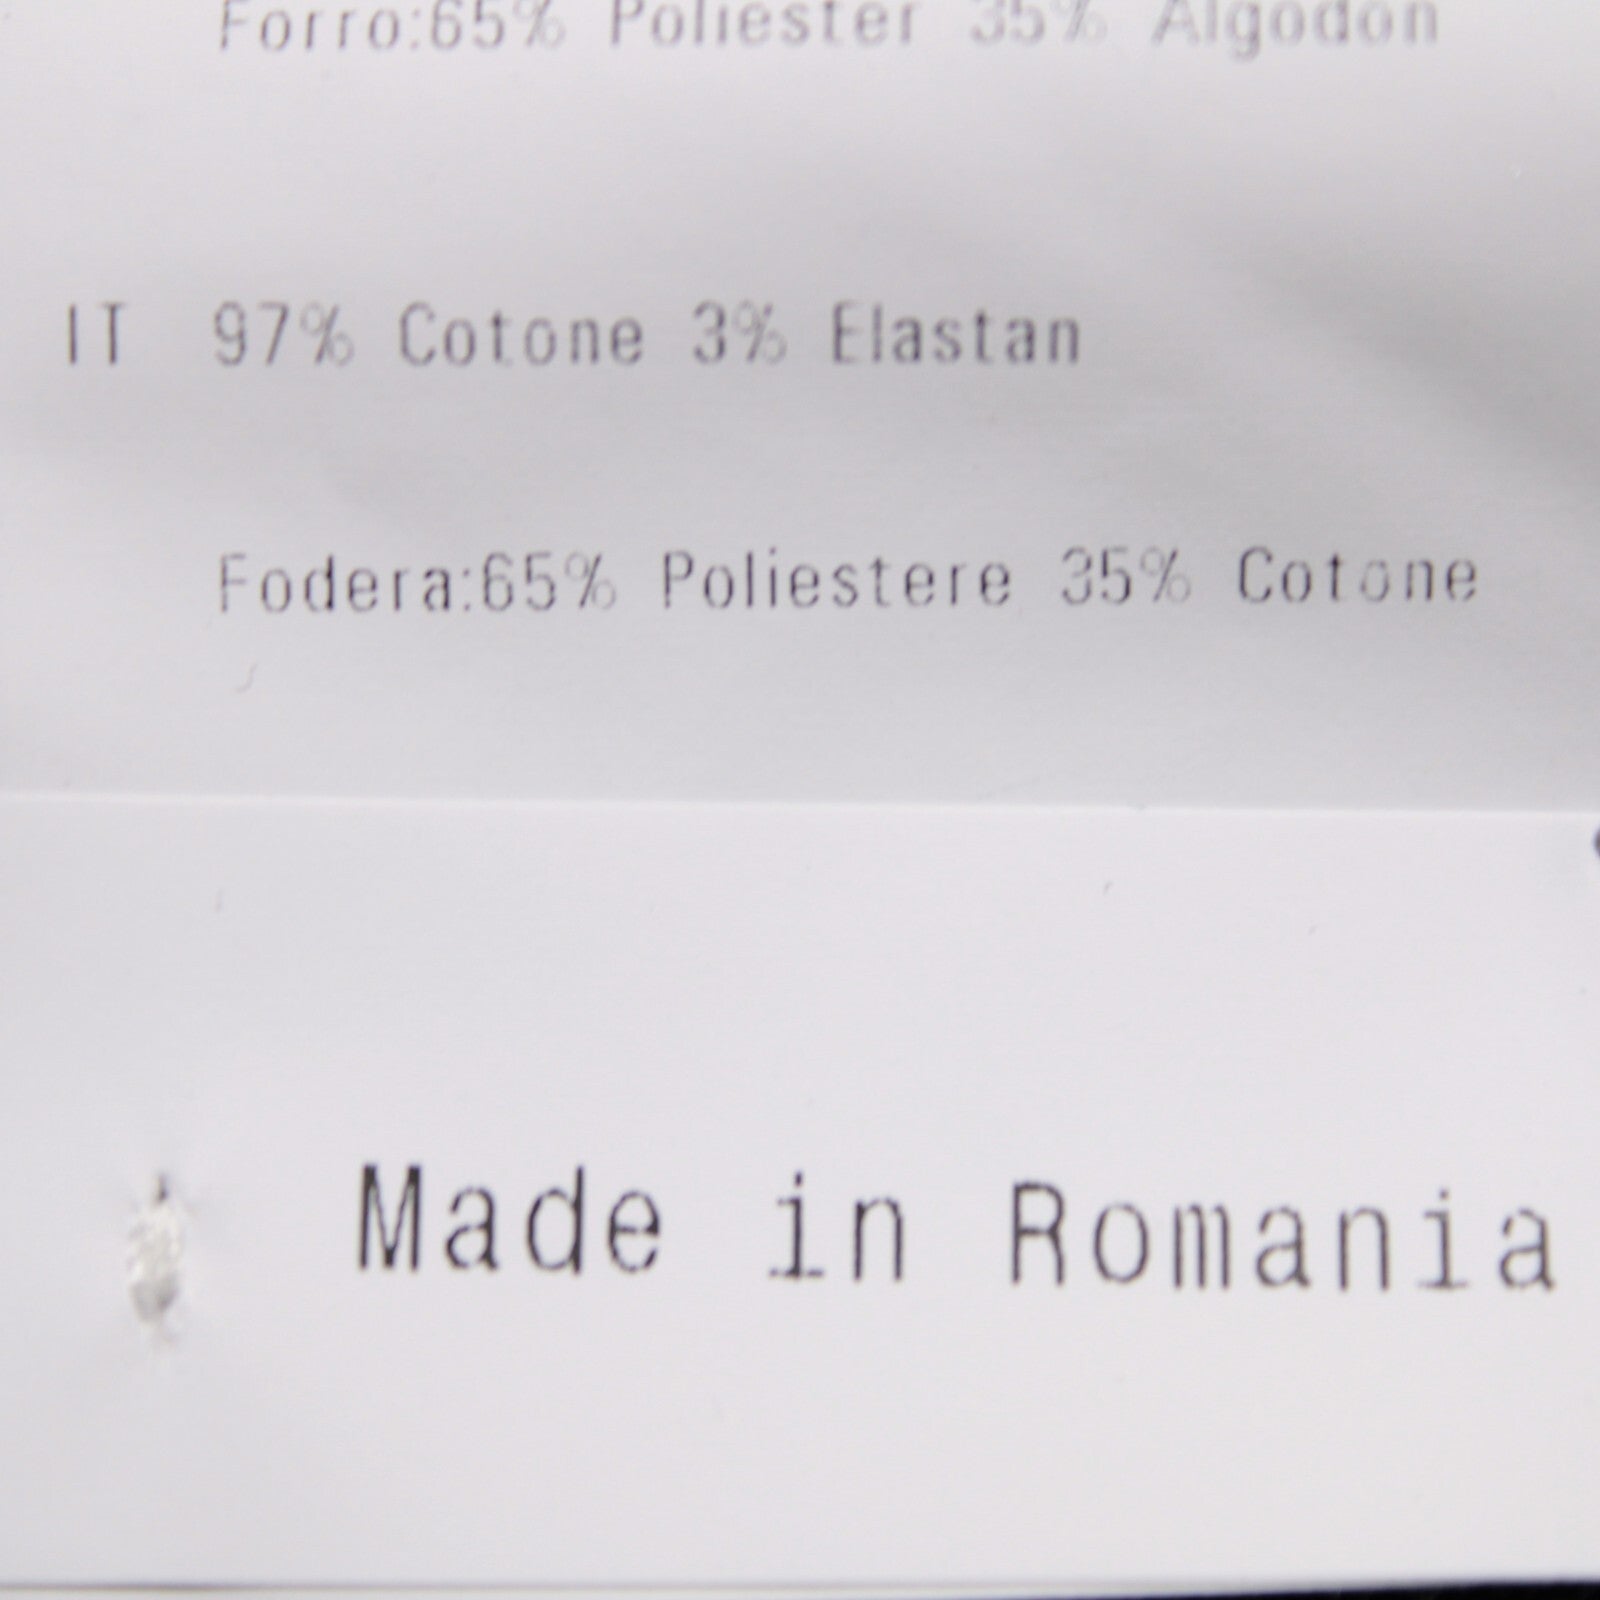 Forro:65% Poliester 35% Algodon
IT 97% Cotone 3% Elastan
Fodera:65% Poliestere 35% Cotone
Made in Romania